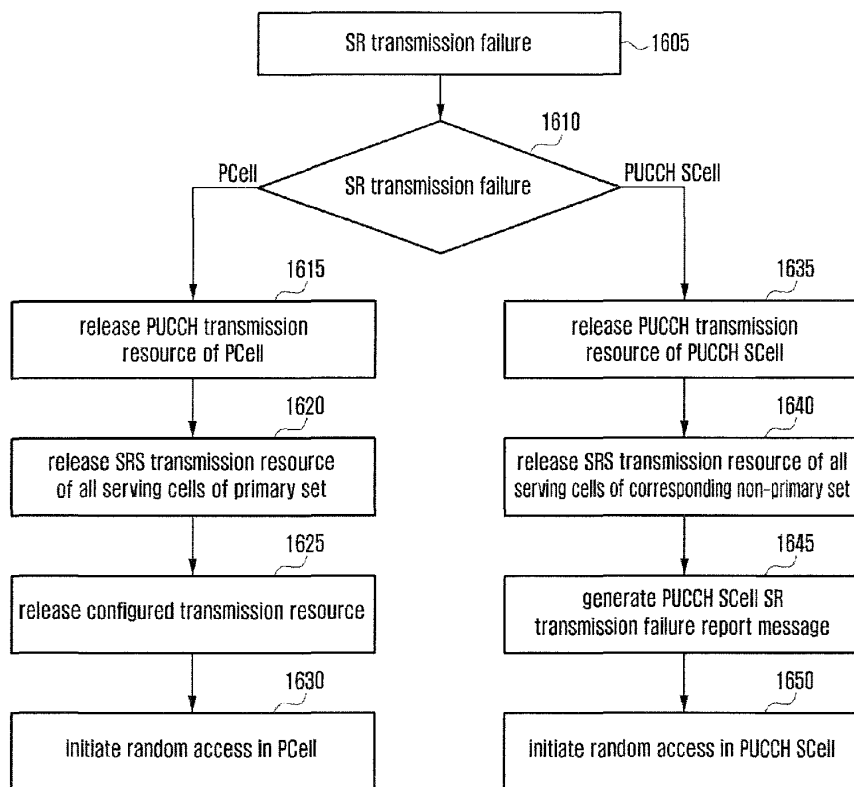 SR transmission failure
1605
1610
PCell
SR transmission failure
PUCCH SCell
1615
release PUCCH transmission
resource of PCell
1635
release PUCCH transmission
resource of PUCCH SCell
1620
release SRS transmission resource
of all serving cells of primary set
1640
release SRS transmission resource of all
serving cells of corresponding non-primary set
1625
release configured transmission resource
1645
generate PUCCH SCell SR
transmission failure report message
1630
initiate random access in PCell
1650
initiate random access in PUCCH SCell